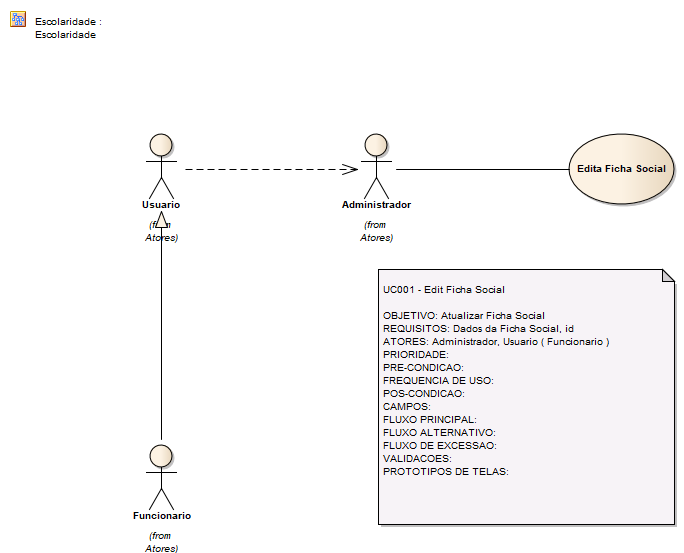 Escolaridade :
Escolaridade
Usuario
(from
Atores)
Administrador
(from
Atores)
Edita Ficha Social
UC001 - Edit Ficha Social
OBJETIVO: Atualizar Ficha Social
REQUISITOS: Dados da Ficha Social, id
ATORES: Administrador, Usuario ( Funcionario )
PRIORIDADE:
PRE-CONDICAO:
FREQUENCIA DE USO:
POS-CONDICAO:
CAMPOS:
FLUXO PRINCIPAL:
FLUXO ALTERNATIVO:
FLUXO DE EXCESSAO:
VALIDACOES:
PROTOTIPOS DE TELAS:
Funcionario
(from
Atores)